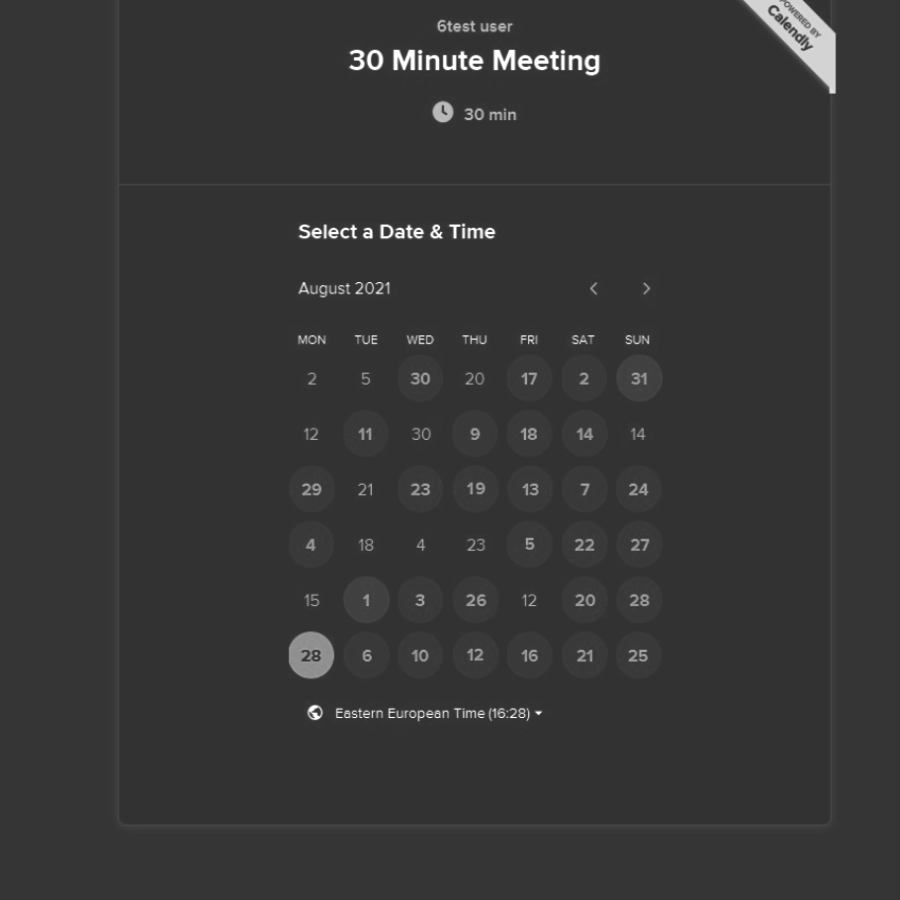 6test user
POWERED BY
Calendly
30 Minute Meeting
30 min
Select a Date & Time
August 2021
MON TUE WED THU FRI SAT SUN
2 5 30 20 17 2 31
12 11 30 9 18 14 14
29 21 23 19 13 7 24
4 18 4 23 5 22 27
15 1 3 26 12 20 28
28 6 10 12 16 21 25
Eastern European Time (16:28)